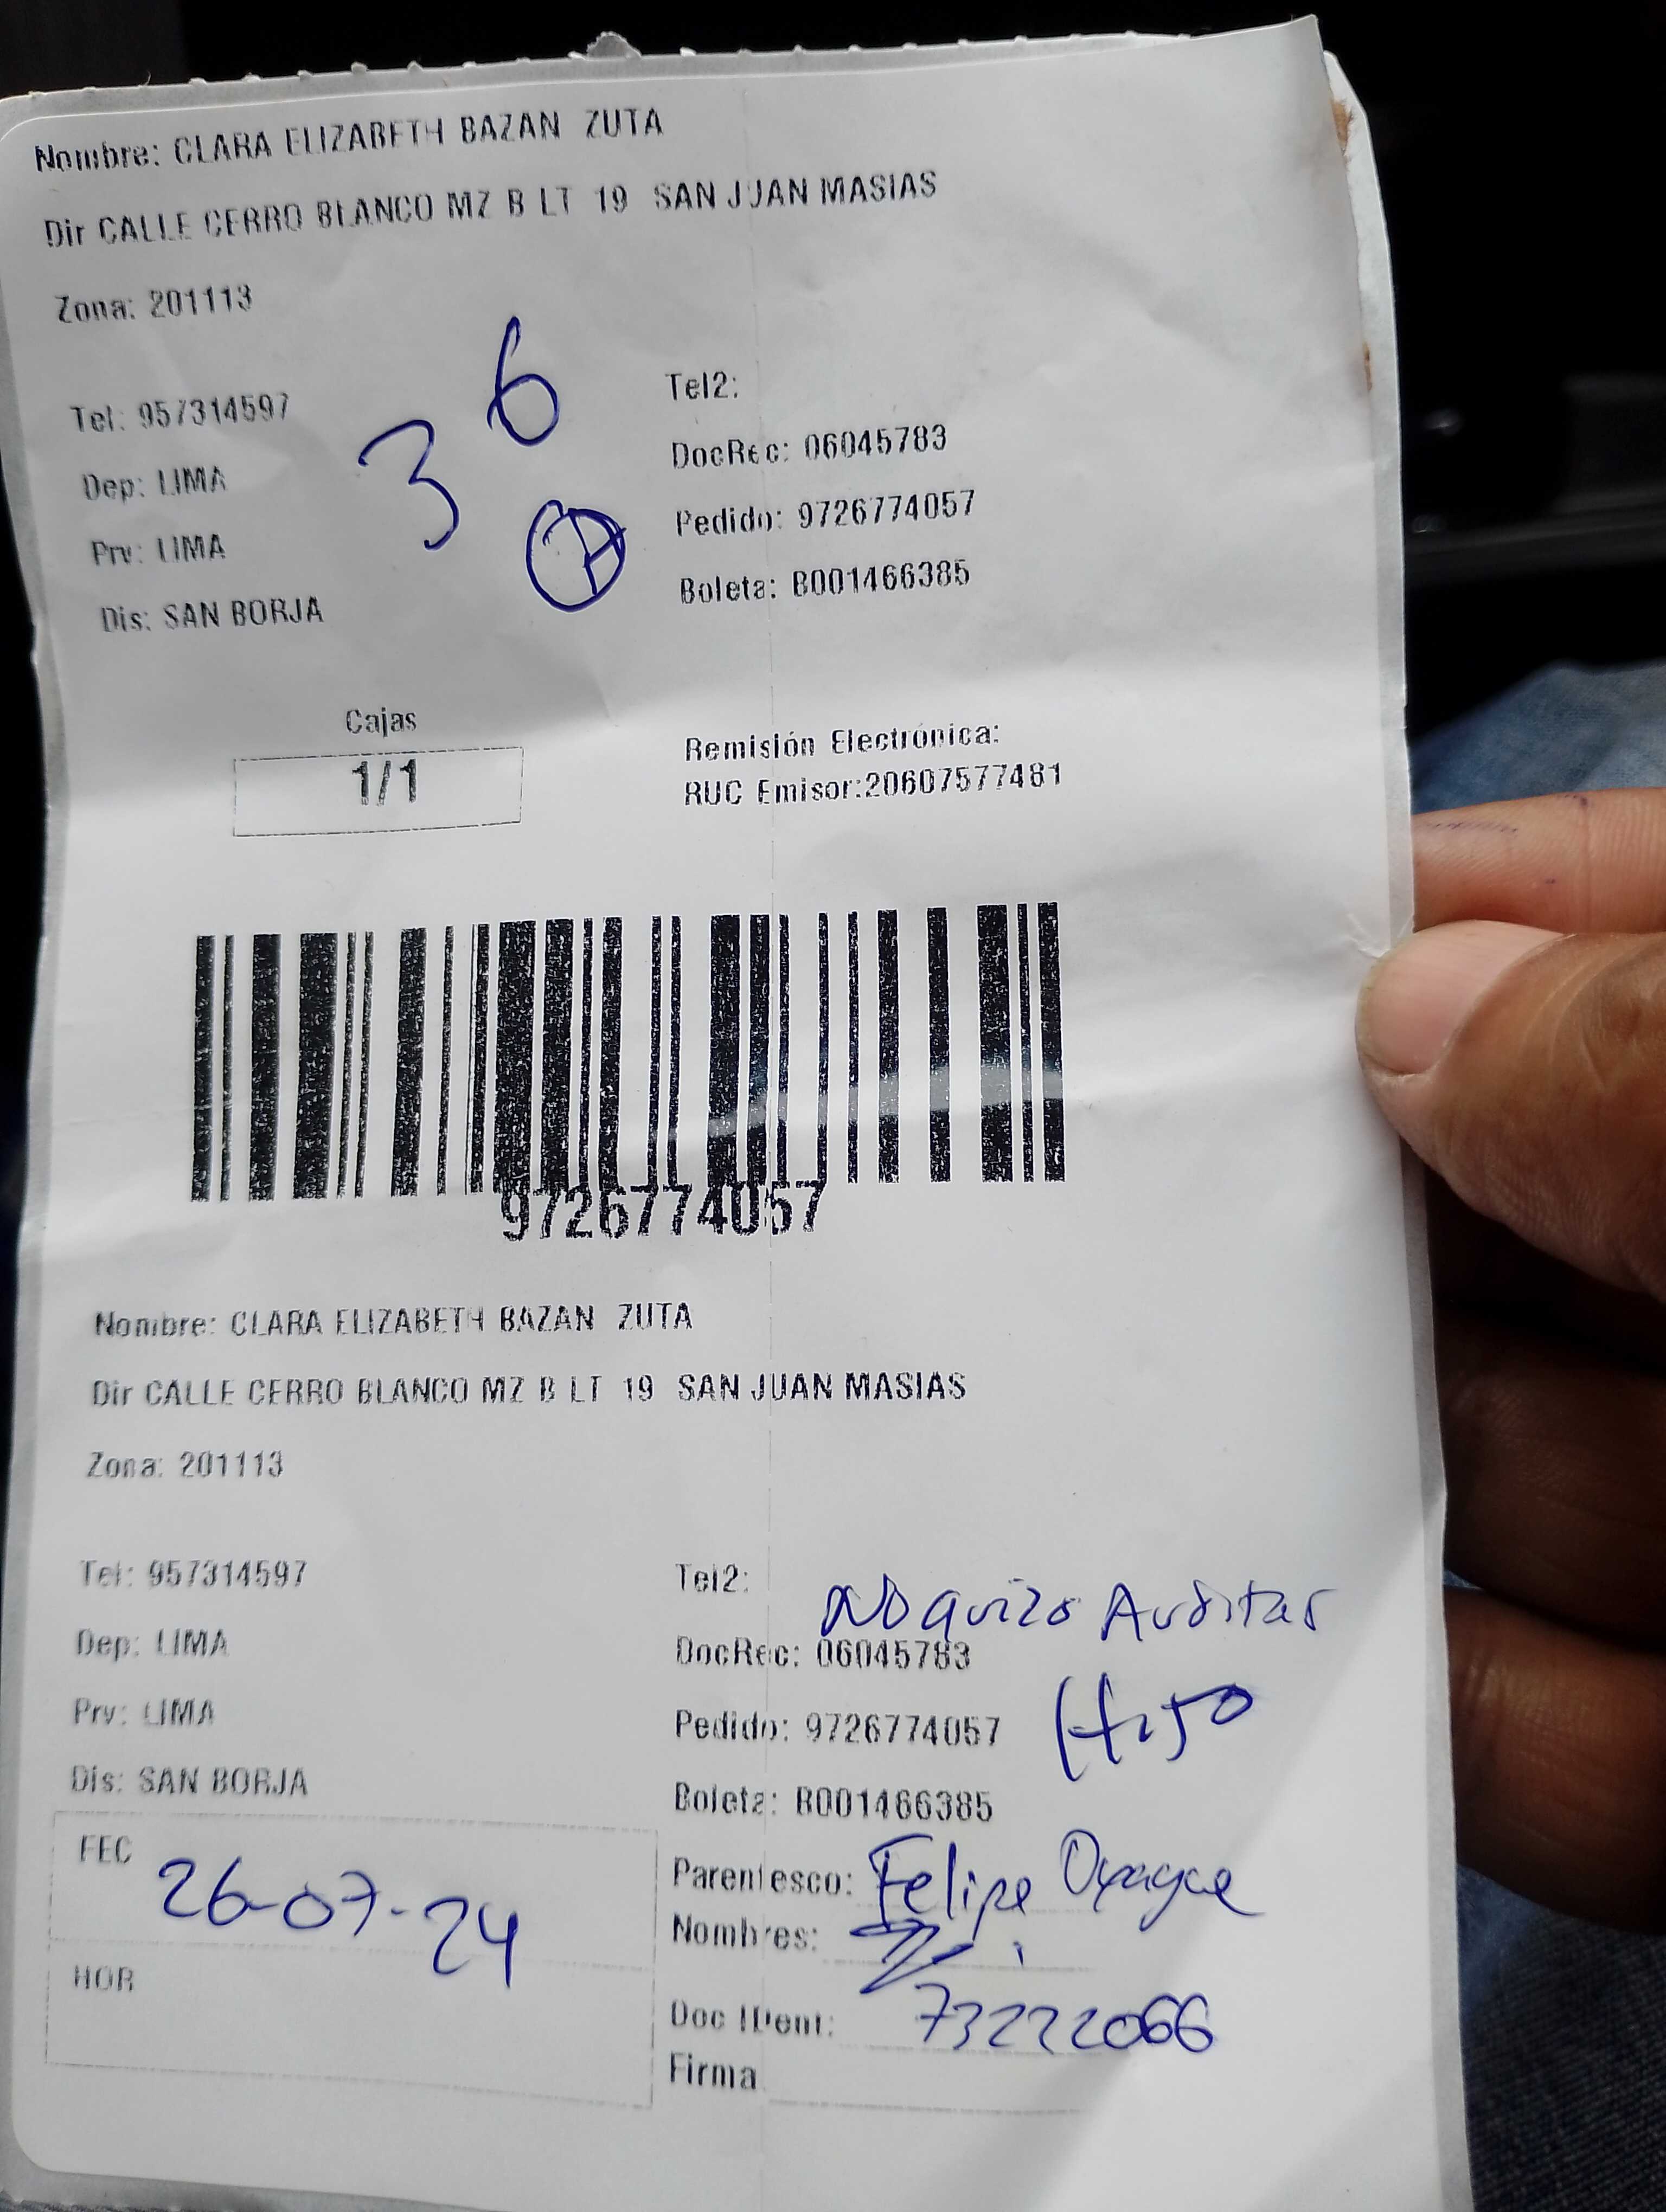 Nombre: CLARA ELIZABETH BAZAN ZUTA
Dir CALLE CERRO BLANCO MZ B LT 19 SAN JUAN MASIAS
Zona: 201113
6
Tel: 957314597
Tel2:
3
DocRec: 06045783
Dep: LIMA
Pedido: 9726774057
Prv: LIMA
Boleta: B001466385
Dis: SAN BORJA
Cajas
1/1
Remisión Electrónica:
RUC Emisor:20607577481
9726774057
Nombre: CLARA ELIZABETH BAZAN ZUTA
Dir CALLE CERRO BLANCO MZ B LT 19 SAN JUAN MASIAS
Zona: 201113
Tel: 957314597
Tel2:
No quizo Auditar
Dep: LIMA
DocRec: 06045783
Prv: LIMA
Pedido: 9726774057
Hijo
Dis: SAN BORJA
Boleta: B001466385
FEC 26-07-24
Parentesco: Felipe
Nombres:
HOR
Doc IDent: 73222066
Firma